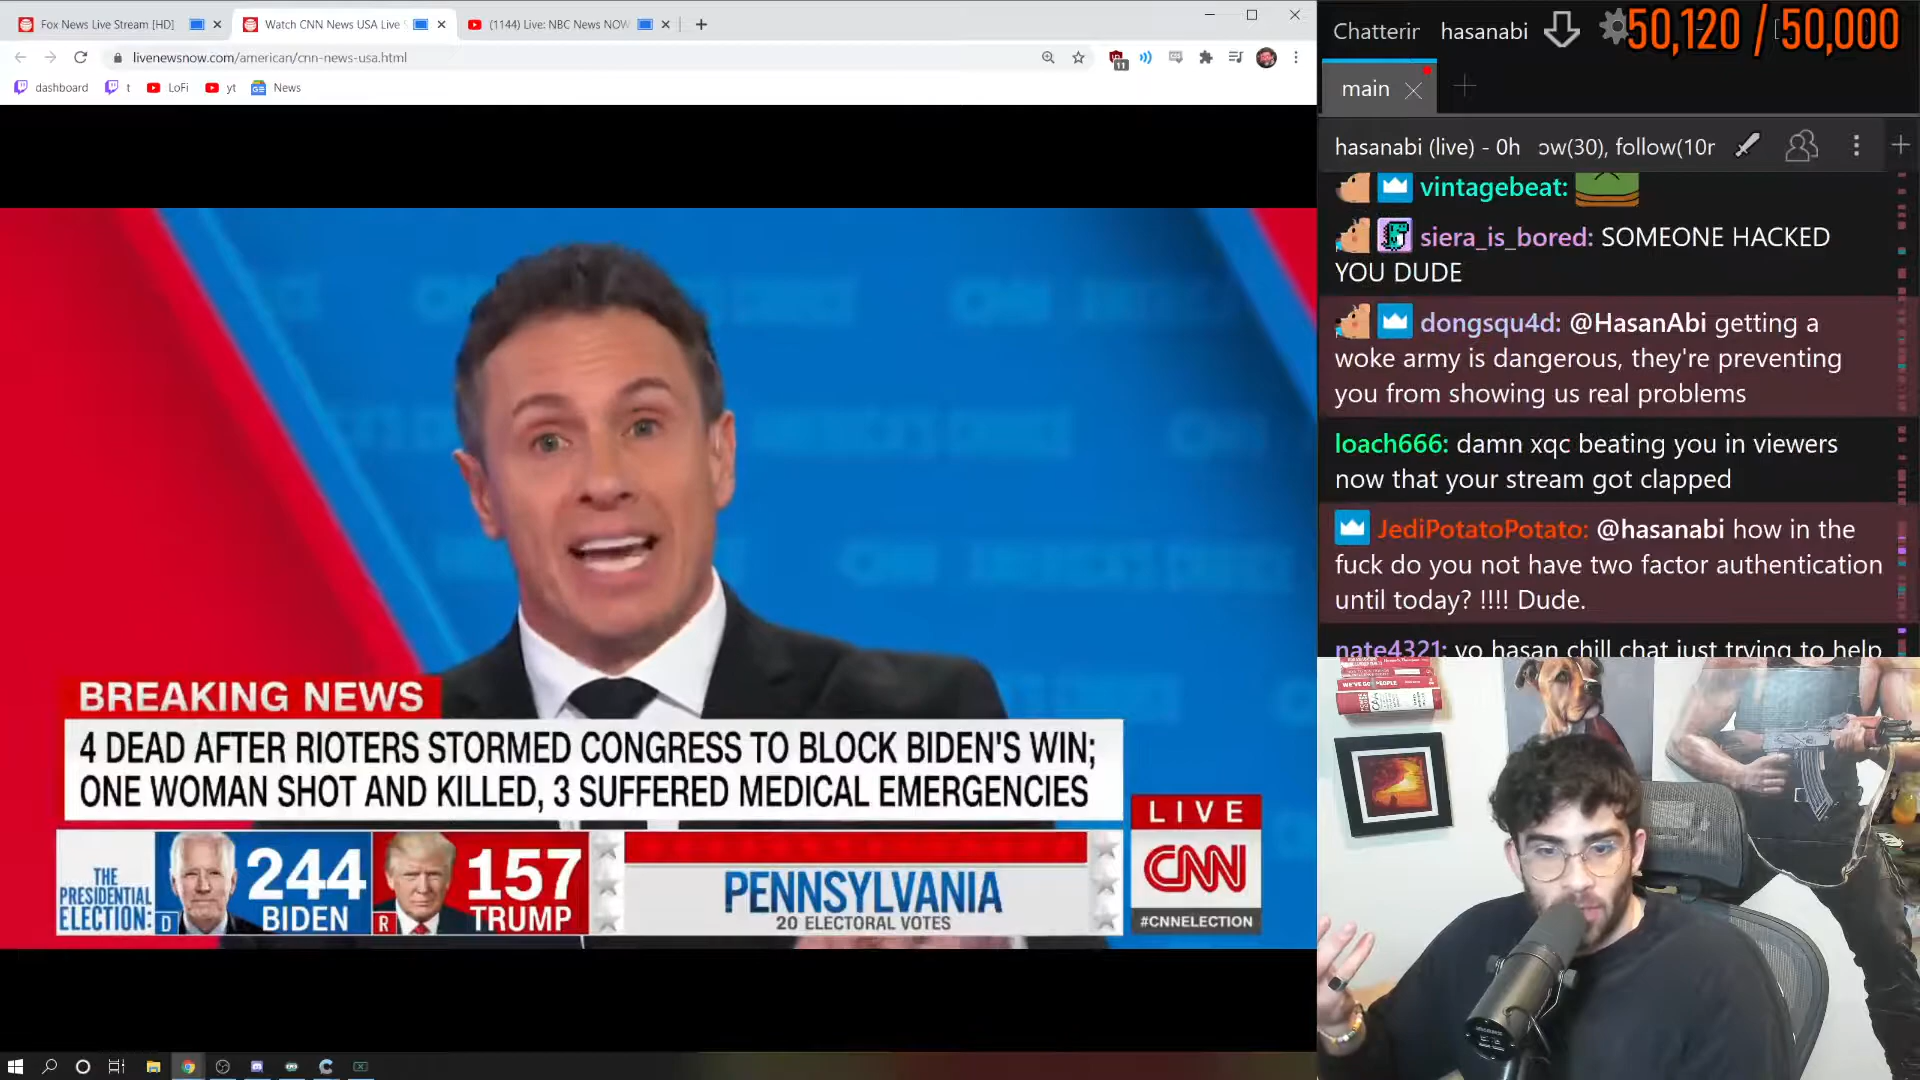 Fox News Live Stream [HD]
Watch CNN News USA Live
(1144) Live: NBC News NOW
livenewsnow.com/american/cnn-news-usa.html
11
dashboard
t
LoFi
yt
News
BREAKING NEWS
4 DEAD AFTER RIOTERS STORMED CONGRESS TO BLOCK BIDEN'S WIN;
ONE WOMAN SHOT AND KILLED, 3 SUFFERED MEDICAL EMERGENCIES
THE
PRESIDENTIAL
ELECTION:
D
244
BIDEN
R
157
TRUMP
PENNSYLVANIA
20 ELECTORAL VOTES
LIVE
CNN
#CNNELECTION
Chatterir
hasanabi
50,120 / 50,000
main
hasanabi (live) - 0h
ow(30), follow(10r
vintagebeat:
siera_is_bored: SOMEONE HACKED
YOU DUDE
dongsqu4d: @HasanAbi getting a
woke army is dangerous, they're preventing
you from showing us real problems
loach666: damn xqc beating you in viewers
now that your stream got clapped
JediPotatoPotato: @hasanabi how in the
fuck do you not have two factor authentication
until today? !!!! Dude.
nate4321: yo hasan chill chat just trying to help